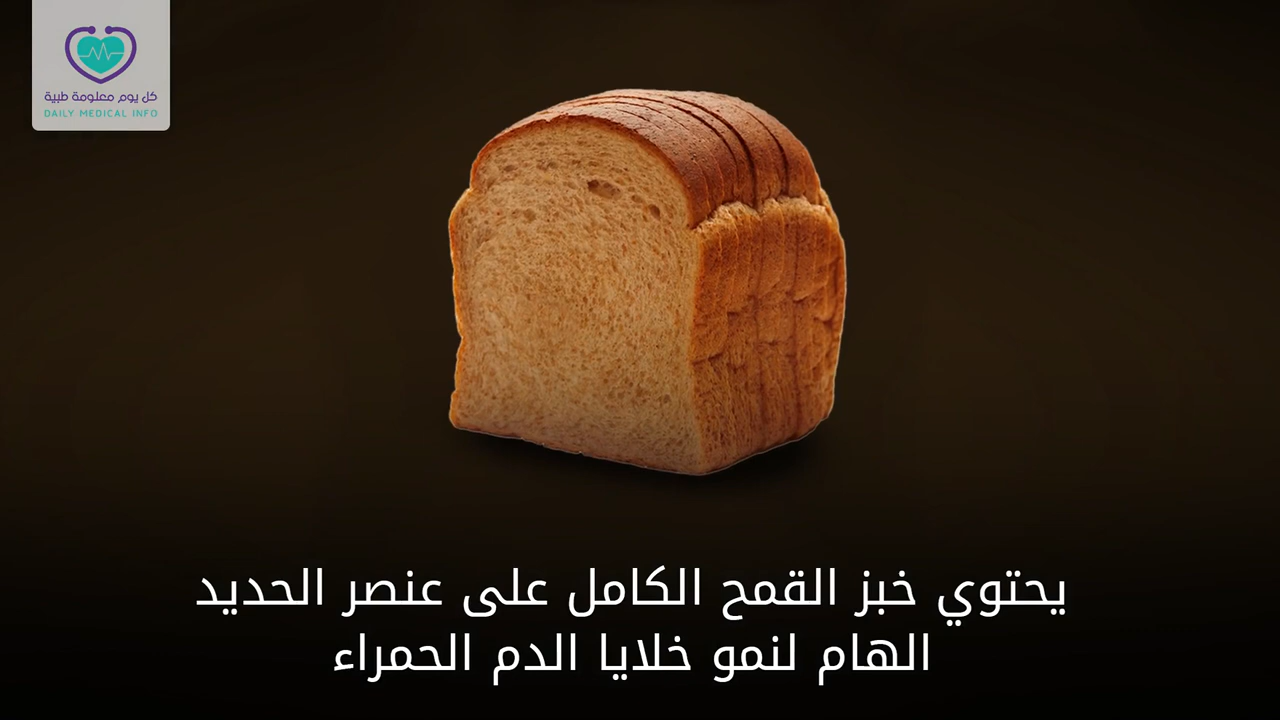 كل يوم معلومة طبية
DAILY MEDICAL INFO
يحتوي خبز القمح الكامل على عنصر الحديد
الهام لنمو خلايا الدم الحمراء